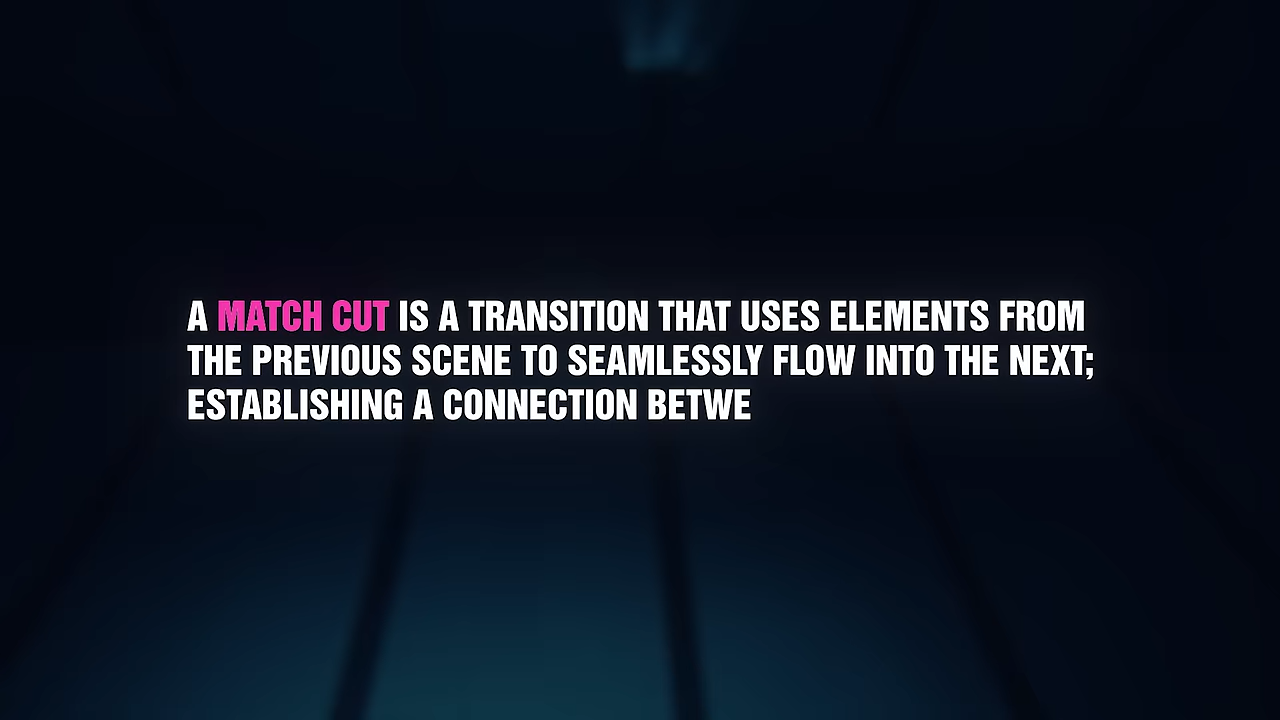 A MATCH CUT IS A TRANSITION THAT USES ELEMENTS FROM
THE PREVIOUS SCENE TO SEAMLESSLY FLOW INTO THE NEXT;
ESTABLISHING A CONNECTION BETWE